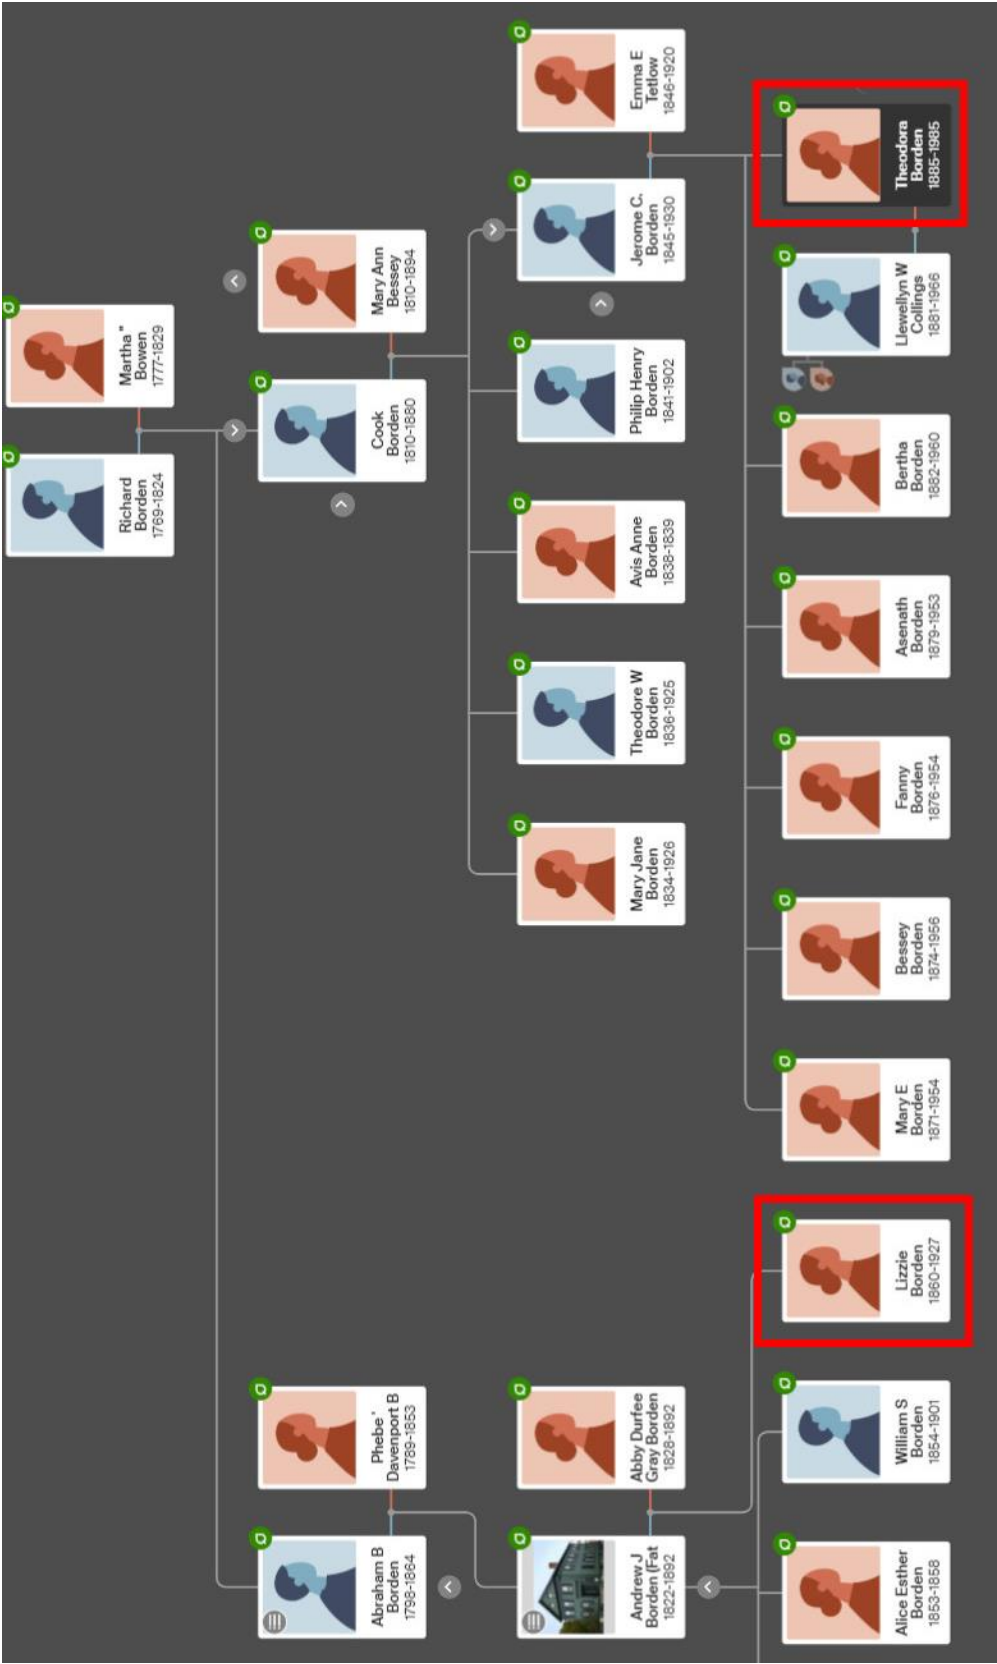 Richard
Borden
1769-1824
Martha"
Bowen
1777-1829
Abraham B
Borden
1798-1864
Phebe '
Davenport B
1789-1853
Cook
Borden
1810-1880
Mary Ann
Bessey
1810-1894
Andrew J
Borden (Fat
1822-1892
Abby Durfee
Gray Borden
1828-1892
Mary Jane
Borden
1834-1926
Theodore W
Borden
1836-1925
Avis Anne
Borden
1838-1839
Philip Henry
Borden
1841-1902
Jerome C.
Borden
1845-1930
Emma E
Tetlow
1846-1920
Alice Esther
Borden
1853-1858
William S
Borden
1854-1901
Lizzie
Borden
1860-1927
Mary E
Borden
1871-1954
Bessey
Borden
1874-1956
Fanny
Borden
1876-1954
Asenath
Borden
1879-1953
Bertha
Borden
1882-1960
Llewellyn W
Collings
1881-1966
Theodora
Borden
1885-1985